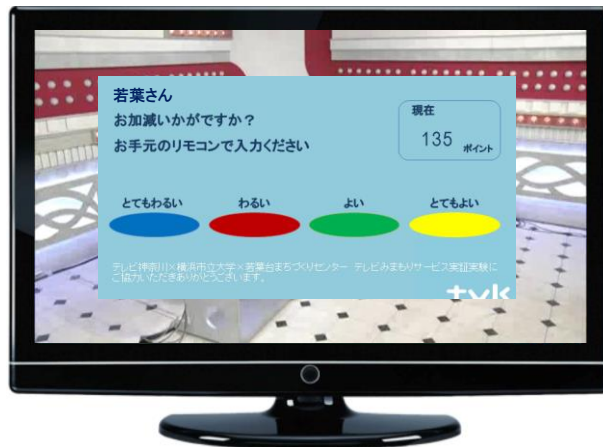 若葉さん
お加減いかがですか？
お手元のリモコンで入力ください
現在
135 ポイント
とてもわるい わるい よい とてもよい
テレビ神奈川×横浜市立大学×若葉台まちづくりセンター テレビみまもりサービス実証実験に
ご協力いただきありがとうございます。
tvk